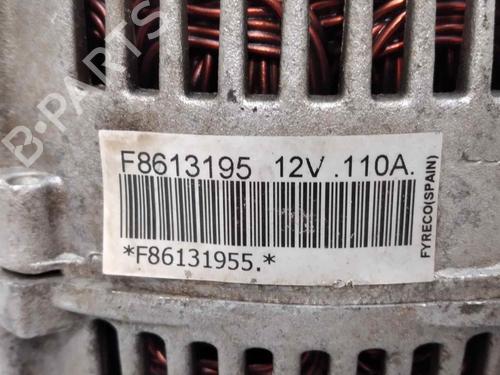 F8613195 12V .110A.
*F86131955.*
FYRECO(SPAIN)
B-PARTS